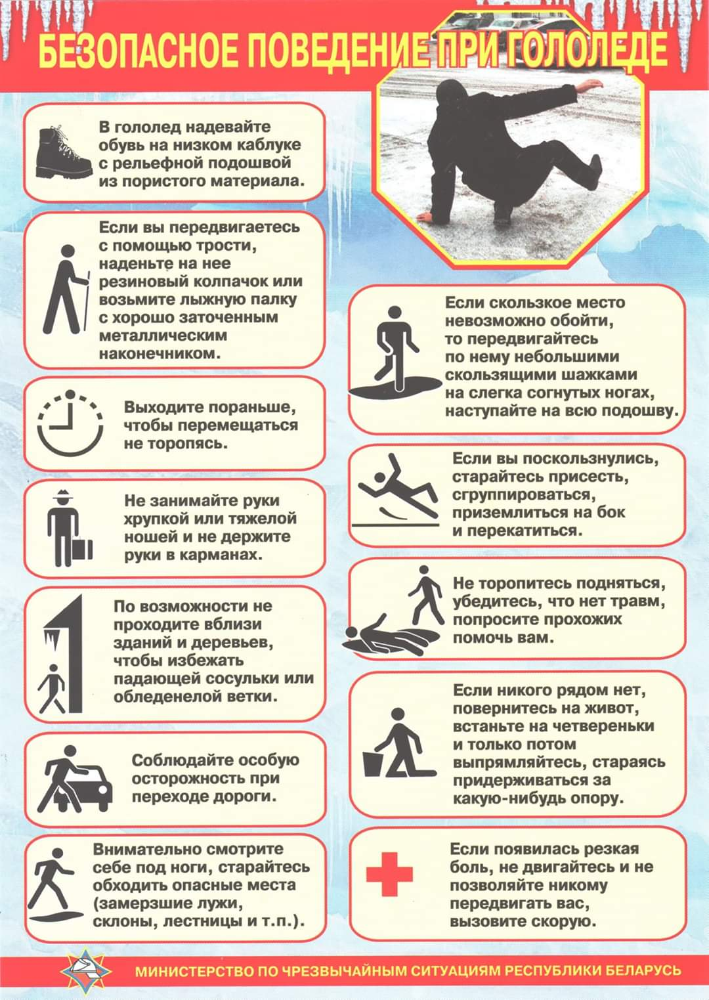 БЕЗОПАСНОЕ ПОВЕДЕНИЕ ПРИ ГОЛОЛЕДЕ
В гололед надевайте
обувь на низком каблуке
с рельефной подошвой
из пористого материала.
Если вы передвигаетесь
с помощью трости,
наденьте на нее
резиновый колпачок или
возьмите лыжную палку
с хорошо заточенным
металлическим
наконечником.
Выходите пораньше,
чтобы перемещаться
не торопясь.
Не занимайте руки
хрупкой или тяжелой
ношей и не держите
руки в карманах.
По возможности не
проходите вблизи
зданий и деревьев,
чтобы избежать
падающей сосульки или
обледенелой ветки.
Соблюдайте особую
осторожность при
переходе дороги.
Внимательно смотрите
себе под ноги, старайтесь
обходить опасные места
(замерзшие лужи,
склоны, лестницы и т.п.).
Если скользкое место
невозможно обойти,
то передвигайтесь
по нему небольшими
скользящими шажками
на слегка согнутых ногах,
наступайте на всю подошву.
Если вы поскользнулись,
старайтесь присесть,
сгруппироваться,
приземлиться на бок
и перекатиться.
Не торопитесь подняться,
убедитесь, что нет травм,
попросите прохожих
помочь вам.
Если никого рядом нет,
повернитесь на живот,
встаньте на четвереньки
и только потом
выпрямляйтесь, стараясь
придерживаться за
какую-нибудь опору.
Если появилась резкая
боль, не двигайтесь и не
позволяйте никому
передвигать вас,
вызовите скорую.
МИНИСТЕРСТВО ПО ЧРЕЗВЫЧАЙНЫМ СИТУАЦИЯМ РЕСПУБЛИКИ БЕЛАРУСЬ